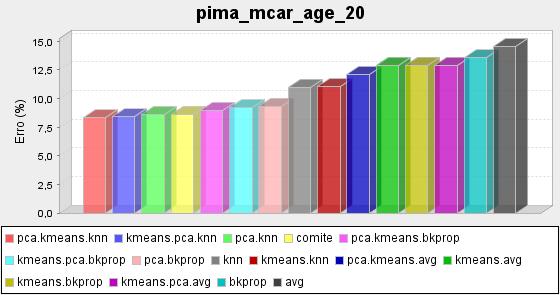 pima_mcar_age_20
15,0
12,5
10,0
7,5
5,0
2,5
0,0
Erro (%)
pca.kmeans.knn kmeans.pca.knn pca.knn comite pca.kmeans.bkprop
kmeans.pca.bkprop pca.bkprop knn kmeans.knn pca.kmeans.avg kmeans.avg
kmeans.bkprop kmeans.pca.avg bkprop avg